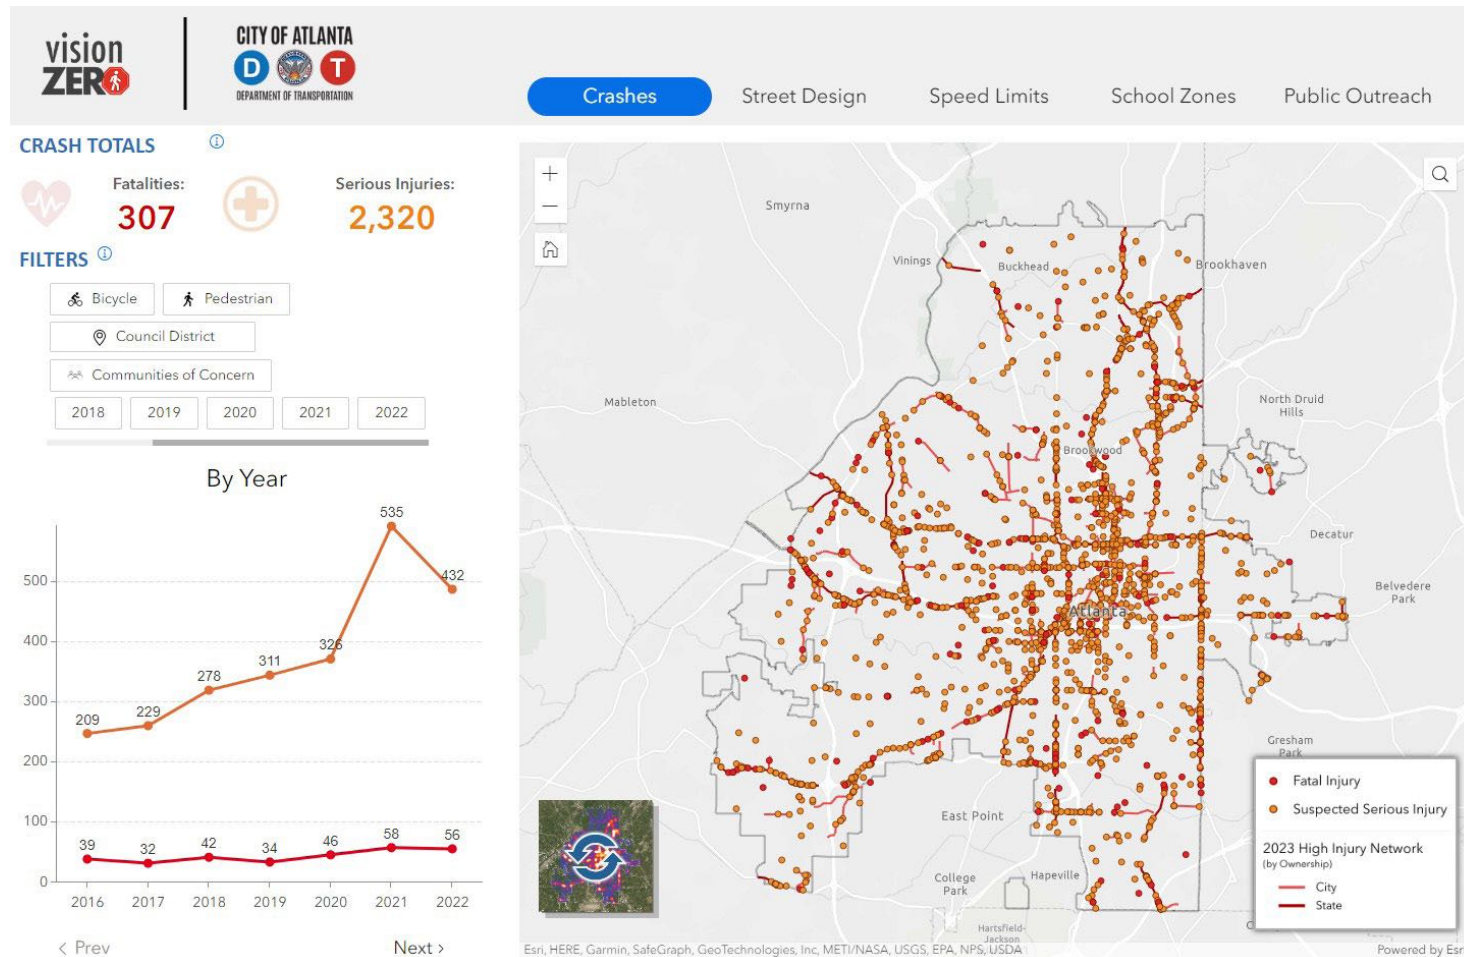 vision
ZERO
CITY OF ATLANTA
D T
DEPARTMENT OF TRANSPORTATION
Crashes
Street Design
Speed Limits
School Zones
Public Outreach
CRASH TOTALS
Fatalities:
307
Serious Injuries:
2,320
FILTERS
Bicycle
Pedestrian
Council District
Communities of Concern
2018
2019
2020
2021
2022
By Year
500
400
300
200
100
0
209
229
278
311
326
535
432
39
32
42
34
46
58
56
2016
2017
2018
2019
2020
2021
2022
< Prev
Next >
+
−
Smyrna
Vinings
Buckhead
Brookhaven
Mableton
North Druid
Hills
Brookwood
Decatur
Belvedere
Park
Atlanta
Gresham
Park
East Point
College
Park
Hapeville
Hartsfield-
Jackson
Fatal Injury
Suspected Serious Injury
2023 High Injury Network
(by Ownership)
City
State
Esri, HERE, Garmin, SafeGraph, GeoTechnologies, Inc, METI/NASA, USGS, EPA, NPS, USDA
Powered by Esri